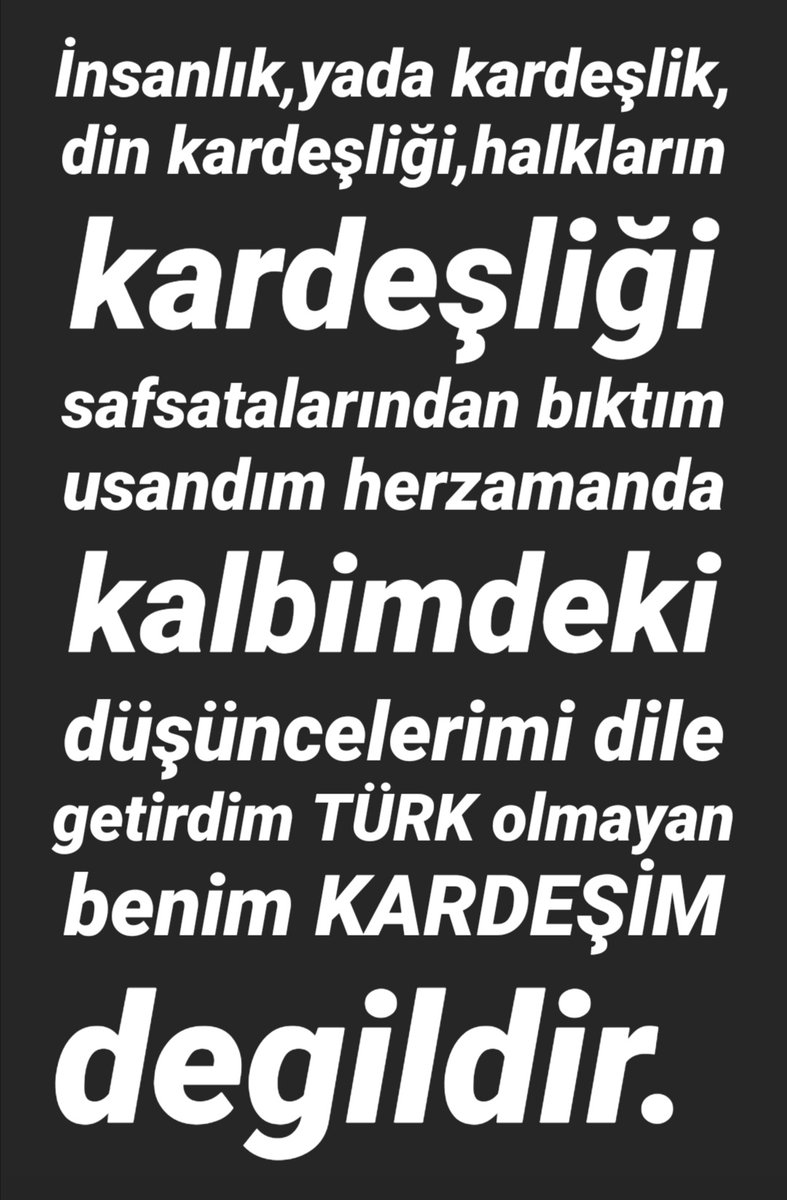 İnsanlık,yada kardeşlik,
din kardeşliği,halkların
kardeşliği
safsatalarından bıktım
usandım herzamanda
kalbimdeki
düşüncelerimi dile
getirdim TÜRK olmayan
benim KARDEŞİM
degildir.